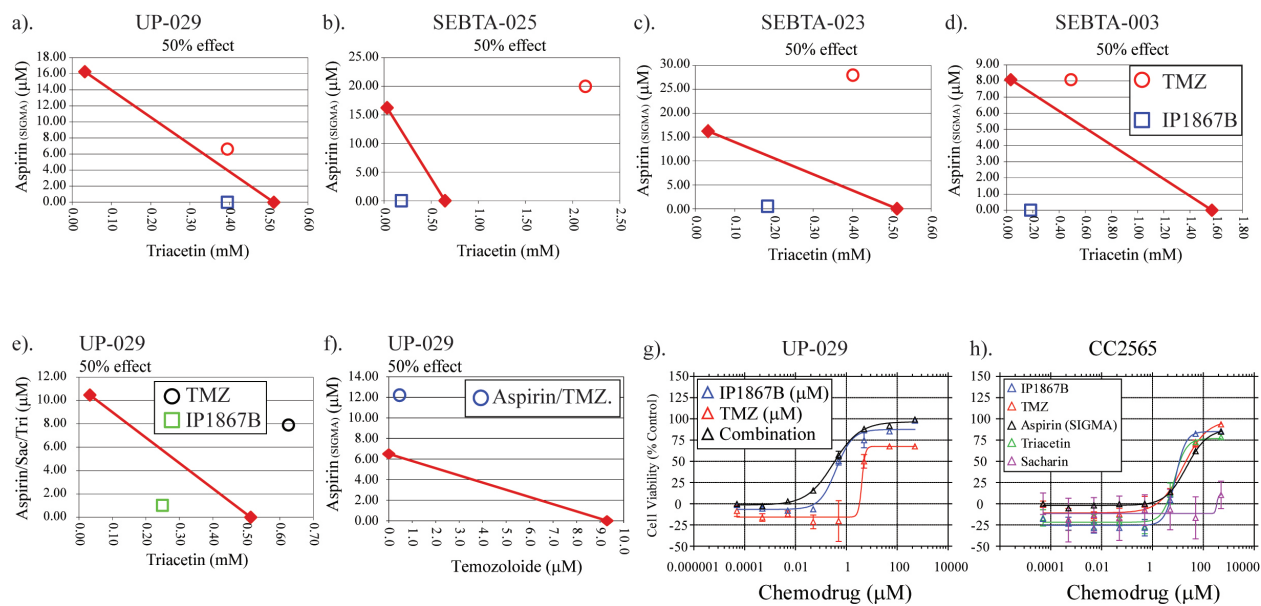 a). UP-029
50% effect
Aspirin (SIGMA) (µM)
18.00
16.00
14.00
12.00
10.00
8.00
6.00
4.00
2.00
0.00
0.00 0.10 0.20 0.30 0.40 0.50 0.60
Triacetin (mM)
b). SEBTA-025
50% effect
Aspirin (SIGMA) (µM)
25.00
20.00
15.00
10.00
5.00
0.00
0.00 0.50 1.00 1.50 2.00 2.50
Triacetin (mM)
c). SEBTA-023
50% effect
Aspirin (SIGMA) (µM)
30.00
25.00
20.00
15.00
10.00
5.00
0.00
0.00 0.10 0.20 0.30 0.40 0.50 0.60
Triacetin (mM)
d). SEBTA-003
50% effect
Aspirin (SIGMA) (µM)
9.00
8.00
7.00
6.00
5.00
4.00
3.00
2.00
1.00
0.00
TMZ
IP1867B
0.00 0.20 0.40 0.60 0.80 1.00 1.20 1.40 1.60 1.80
Triacetin (mM)
e). UP-029
50% effect
Aspirin/Sac/Tri (µM)
12.00
10.00
8.00
6.00
4.00
2.00
0.00
TMZ
IP1867B
0.00 0.10 0.20 0.30 0.40 0.50 0.60 0.70
Triacetin (mM)
f). UP-029
50% effect
Aspirin (SIGMA) (µM)
14.00
12.00
10.00
8.00
6.00
4.00
2.00
0.00
Aspirin/TMZ.
0.0 1.0 2.0 3.0 4.0 5.0 6.0 7.0 8.0 9.0 1.0
Temozoloide (µM)
g). UP-029
Cell Viability (% Control)
150
125
100
75
50
25
0
-25
-50
IP1867B (µM)
TMZ (µM)
Combination
0.000001 0.0001 0.01 1 100 10000
Chemodrug (µM)
h). CC2565
150
125
100
75
50
25
0
-25
-50
IP1867B
TMZ
Aspirin (SIGMA)
Triacetin
Sacharin
0.0001 0.01 1 100 10000
Chemodrug (µM)